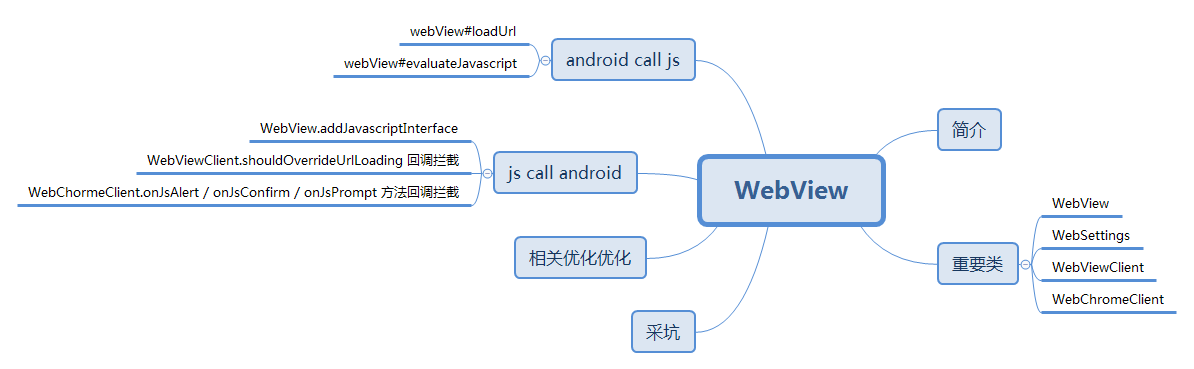 WebView
简介
重要类
WebView
WebSettings
WebViewClient
WebChromeClient
android call js
webView#loadUrl
webView#evaluateJavascript
js call android
WebView.addJavascriptInterface
WebViewClient.shouldOverrideUrlLoading 回调拦截
WebChormeClient.onJsAlert / onJsConfirm / onJsPrompt 方法回调拦截
相关优化优化
采坑